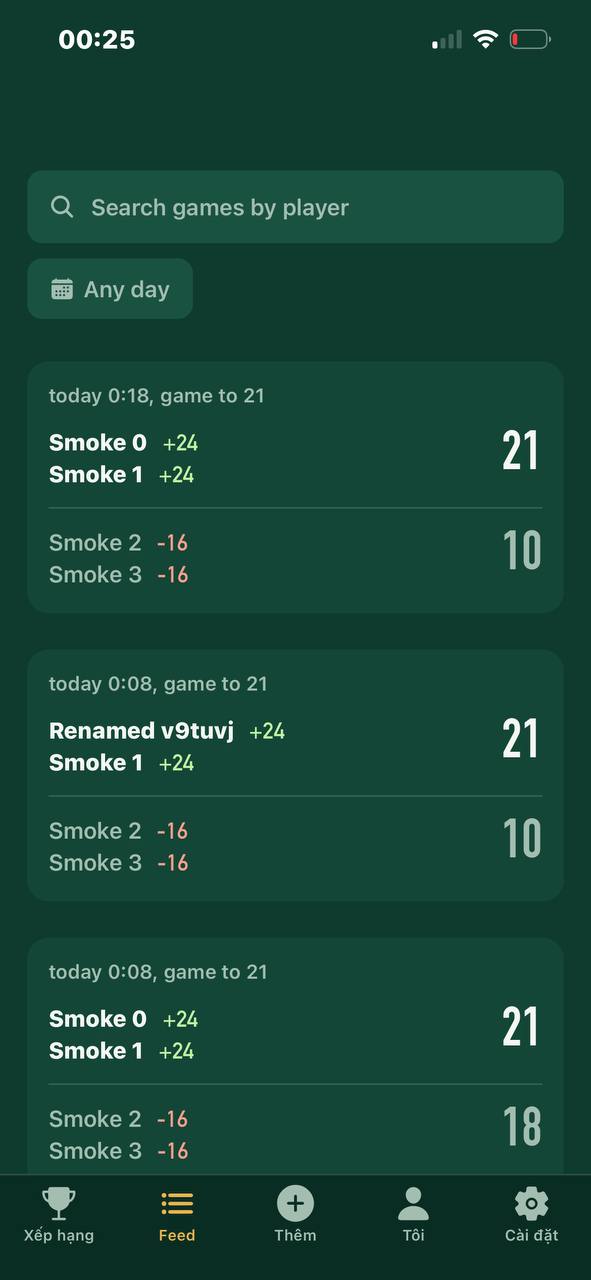 00:25
Search games by player
Any day
today 0:18, game to 21
Smoke 0 +24
Smoke 1 +24
21
Smoke 2 -16
Smoke 3 -16
10
today 0:08, game to 21
Renamed v9tuvj +24
Smoke 1 +24
21
Smoke 2 -16
Smoke 3 -16
10
today 0:08, game to 21
Smoke 0 +24
Smoke 1 +24
21
Smoke 2 -16
Smoke 3 -16
18
Xếp hạng
Feed
Thêm
Tôi
Cài đặt